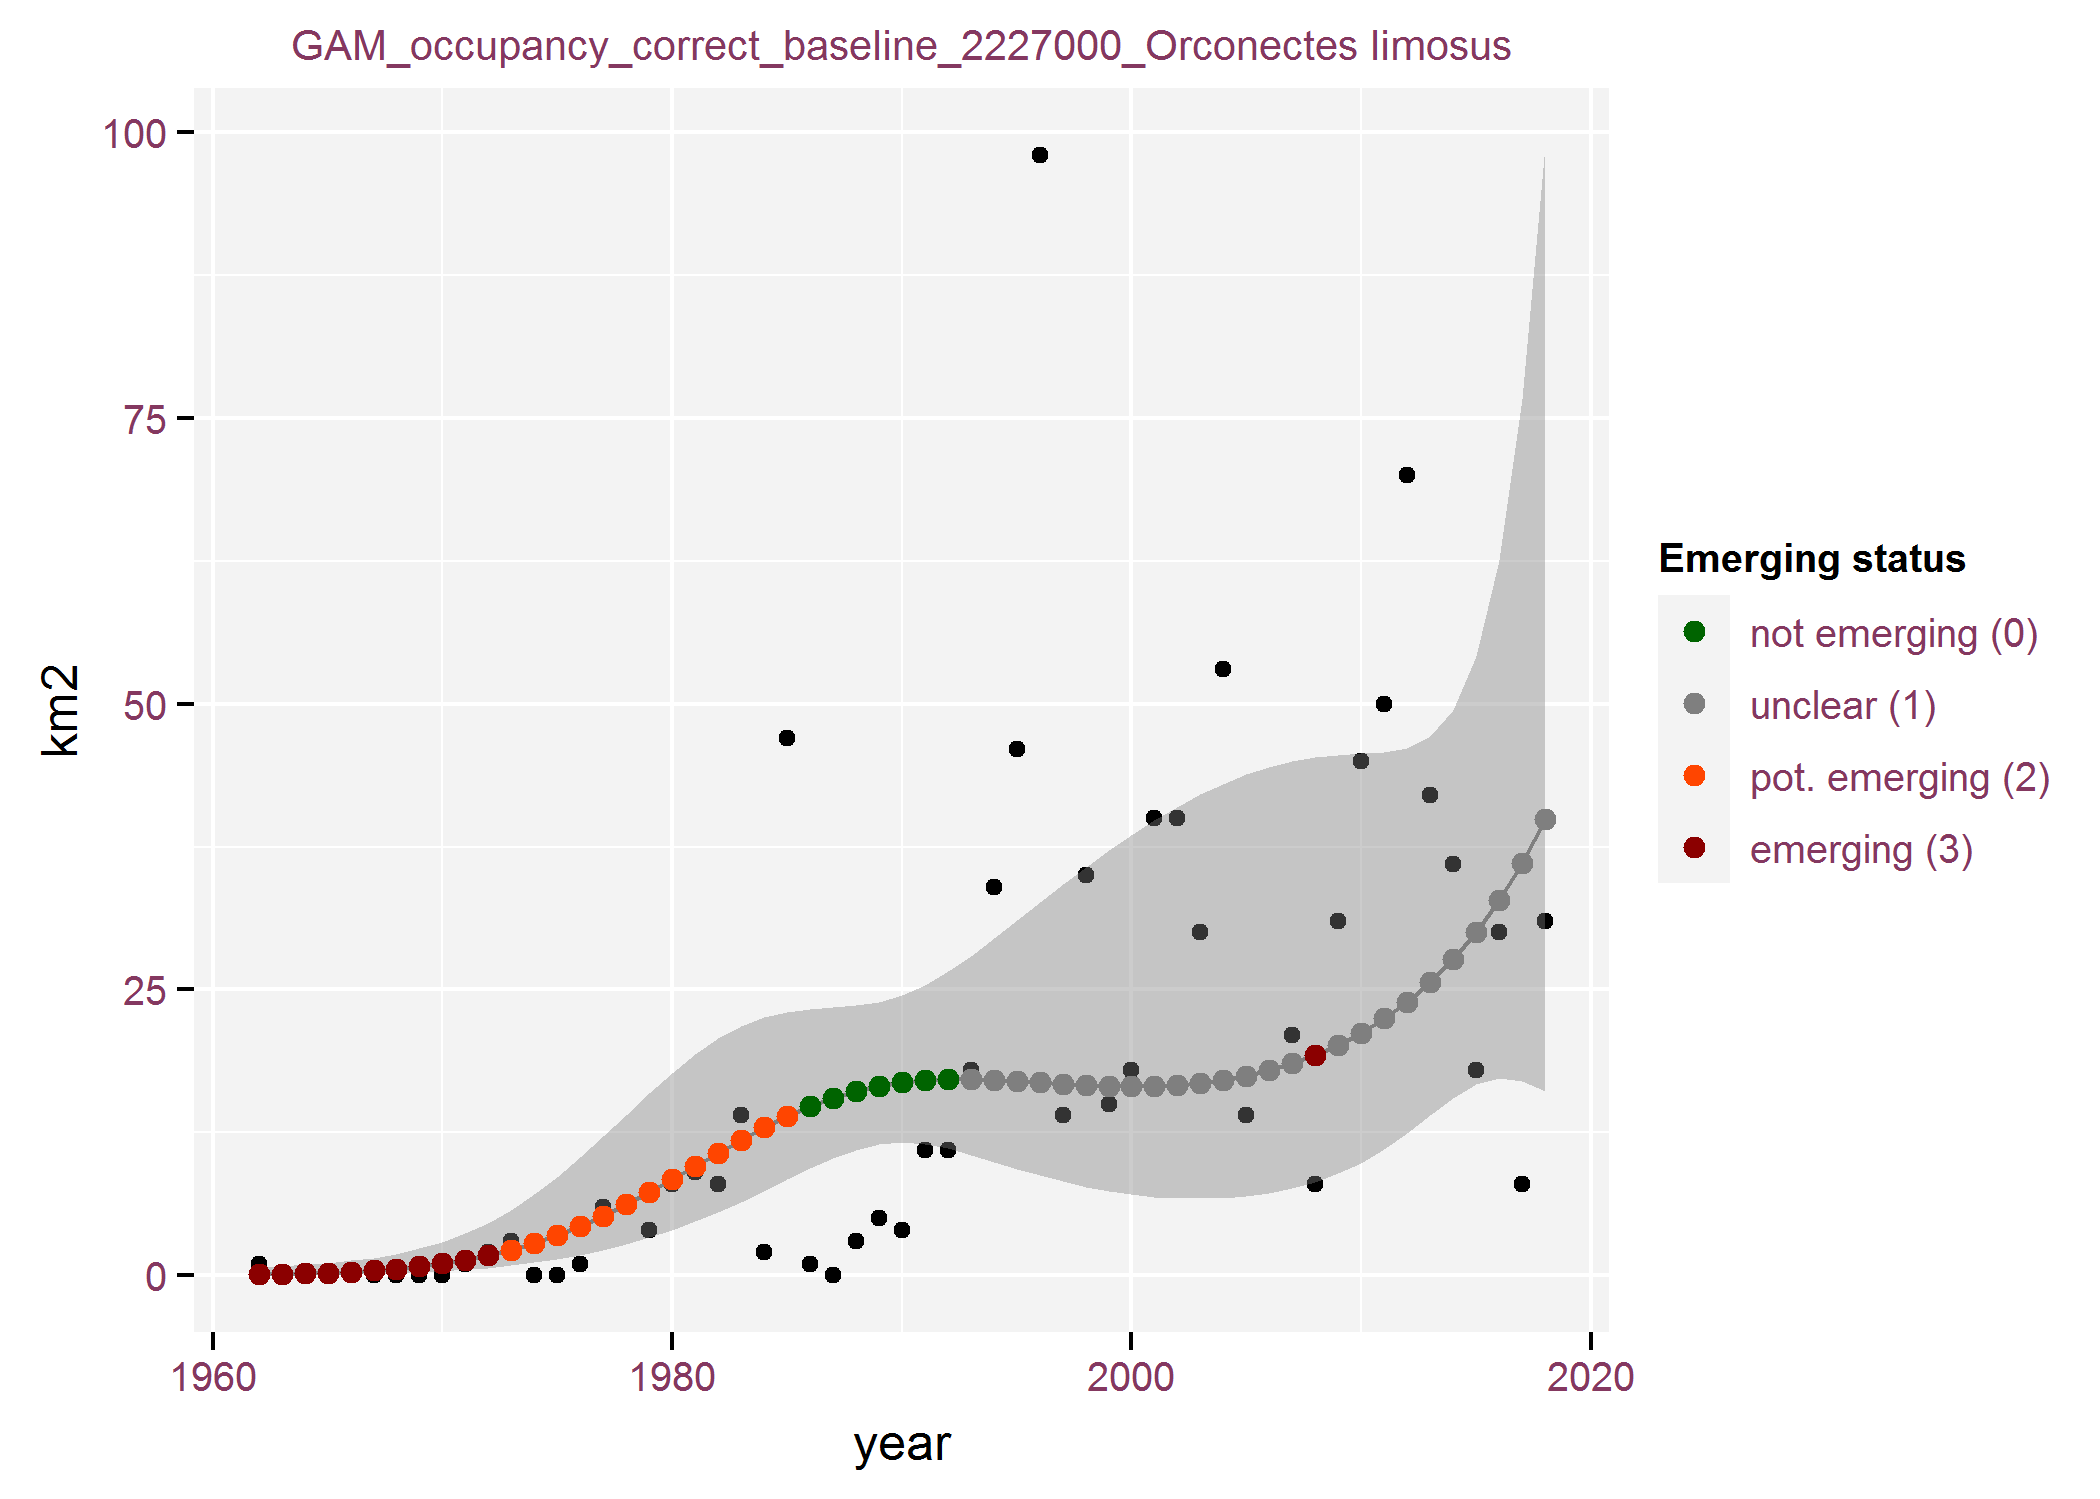 GAM_occupancy_correct_baseline_2227000_Orconectes limosus
100
75
50
25
0
km2
1960
1980
2000
2020
year
Emerging status
not emerging (0)
unclear (1)
pot. emerging (2)
emerging (3)